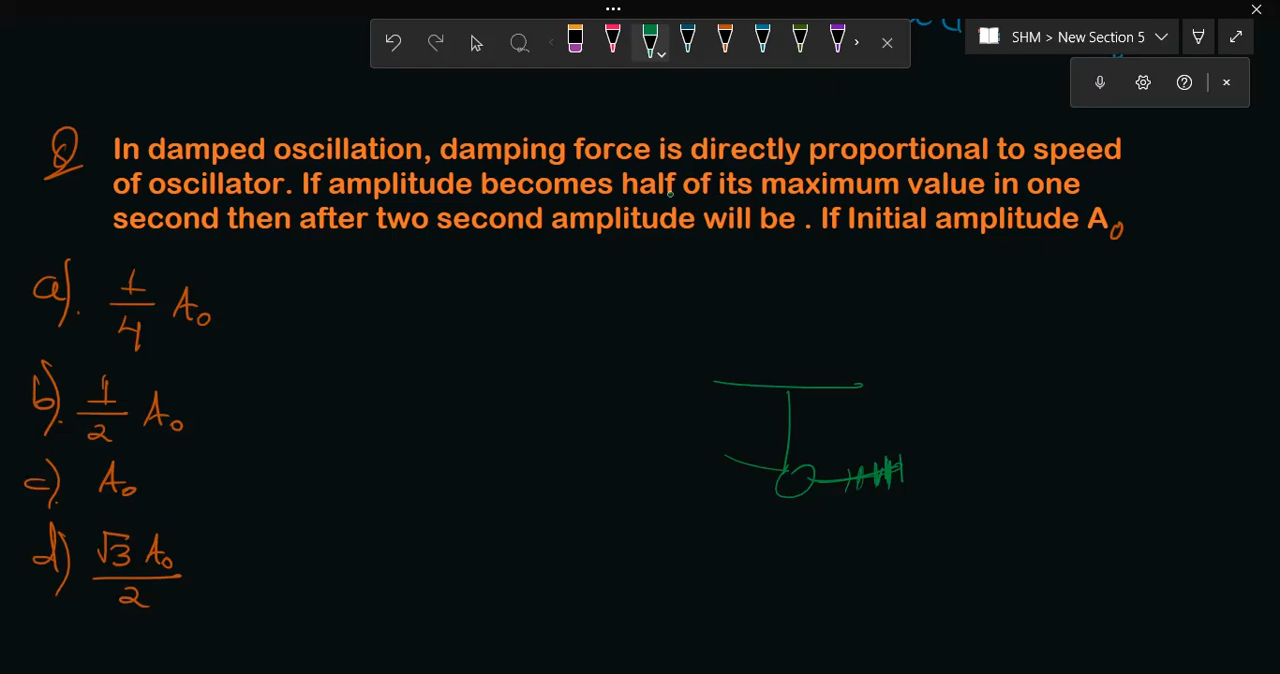 SHM > New Section 5
Q In damped oscillation, damping force is directly proportional to speed
of oscillator. If amplitude becomes half of its maximum value in one
second then after two second amplitude will be . If Initial amplitude A₀
a). 1/4 A₀
b). 1/2 A₀
c). A₀
d) √3 A₀/2